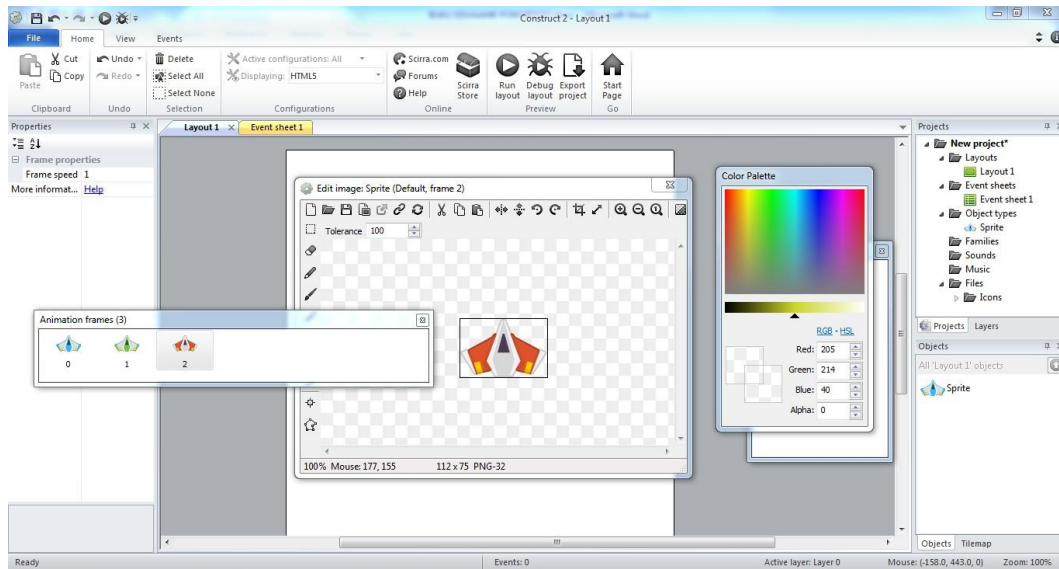 Construct 2 - Layout 1
File Home View Events
Paste
Cut
Copy
Clipboard
Undo
Redo
Undo
Delete
Select All
Select None
Selection
Active configurations: All
Displaying: HTML5
Configurations
Scirra.com
Forums
Help
Scirra Store
Online
Run layout
Debug layout
Export project
Preview
Start Page
Go
Properties
Frame properties
Frame speed 1
More informat... Help
Layout 1
Event sheet 1
Edit image: Sprite (Default, frame 2)
Tolerance 100
100% Mouse: 177, 155 112 x 75 PNG-32
Animation frames (3)
0 1 2
Color Palette
RGB - HSL
Red: 205
Green: 214
Blue: 40
Alpha: 0
Projects
New project*
Layouts
Layout 1
Event sheets
Event sheet 1
Object types
Sprite
Families
Sounds
Music
Files
Icons
Projects Layers
Objects
All 'Layout 1' objects
Sprite
Objects Tilemap
Ready Events: 0 Active layer: Layer 0 Mouse: (-158.0, 443.0, 0) Zoom: 100%